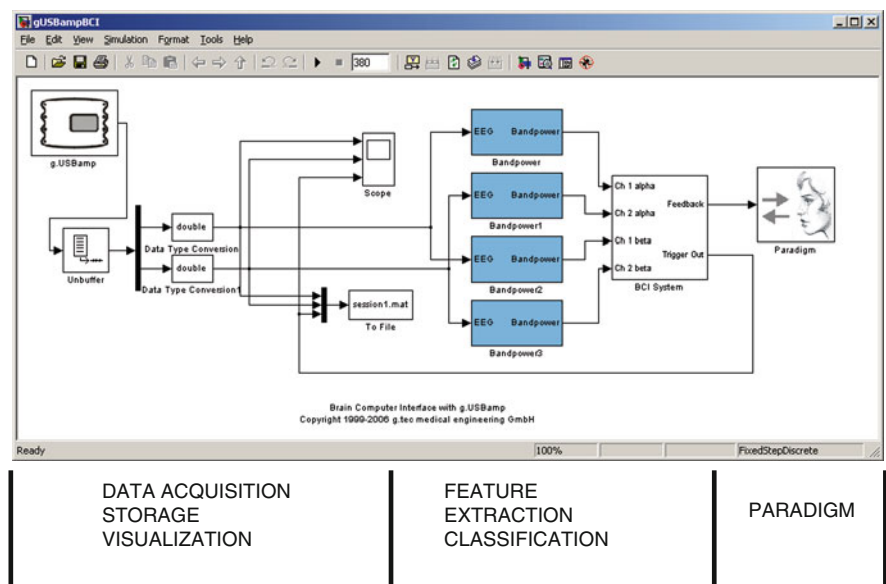 gUSBampBCI
File Edit View Simulation Format Tools Help
380
g.USBamp
Unbuffer
double
Data Type Conversion
double
Data Type Conversion1
Scope
session1.mat
To File
EEG Bandpower
Bandpower
EEG Bandpower
Bandpower1
EEG Bandpower
Bandpower2
EEG Bandpower
Bandpower3
Ch 1 alpha
Ch 2 alpha
Ch 1 beta
Ch 2 beta
Feedback
Trigger Out
BCI System
Paradigm
Brain Computer Interface with g.USBamp
Copyright 1999-2006 g.tec medical engineering GmbH
Ready 100% FixedStepDiscrete
DATA ACQUISITION
STORAGE
VISUALIZATION
FEATURE
EXTRACTION
CLASSIFICATION
PARADIGM